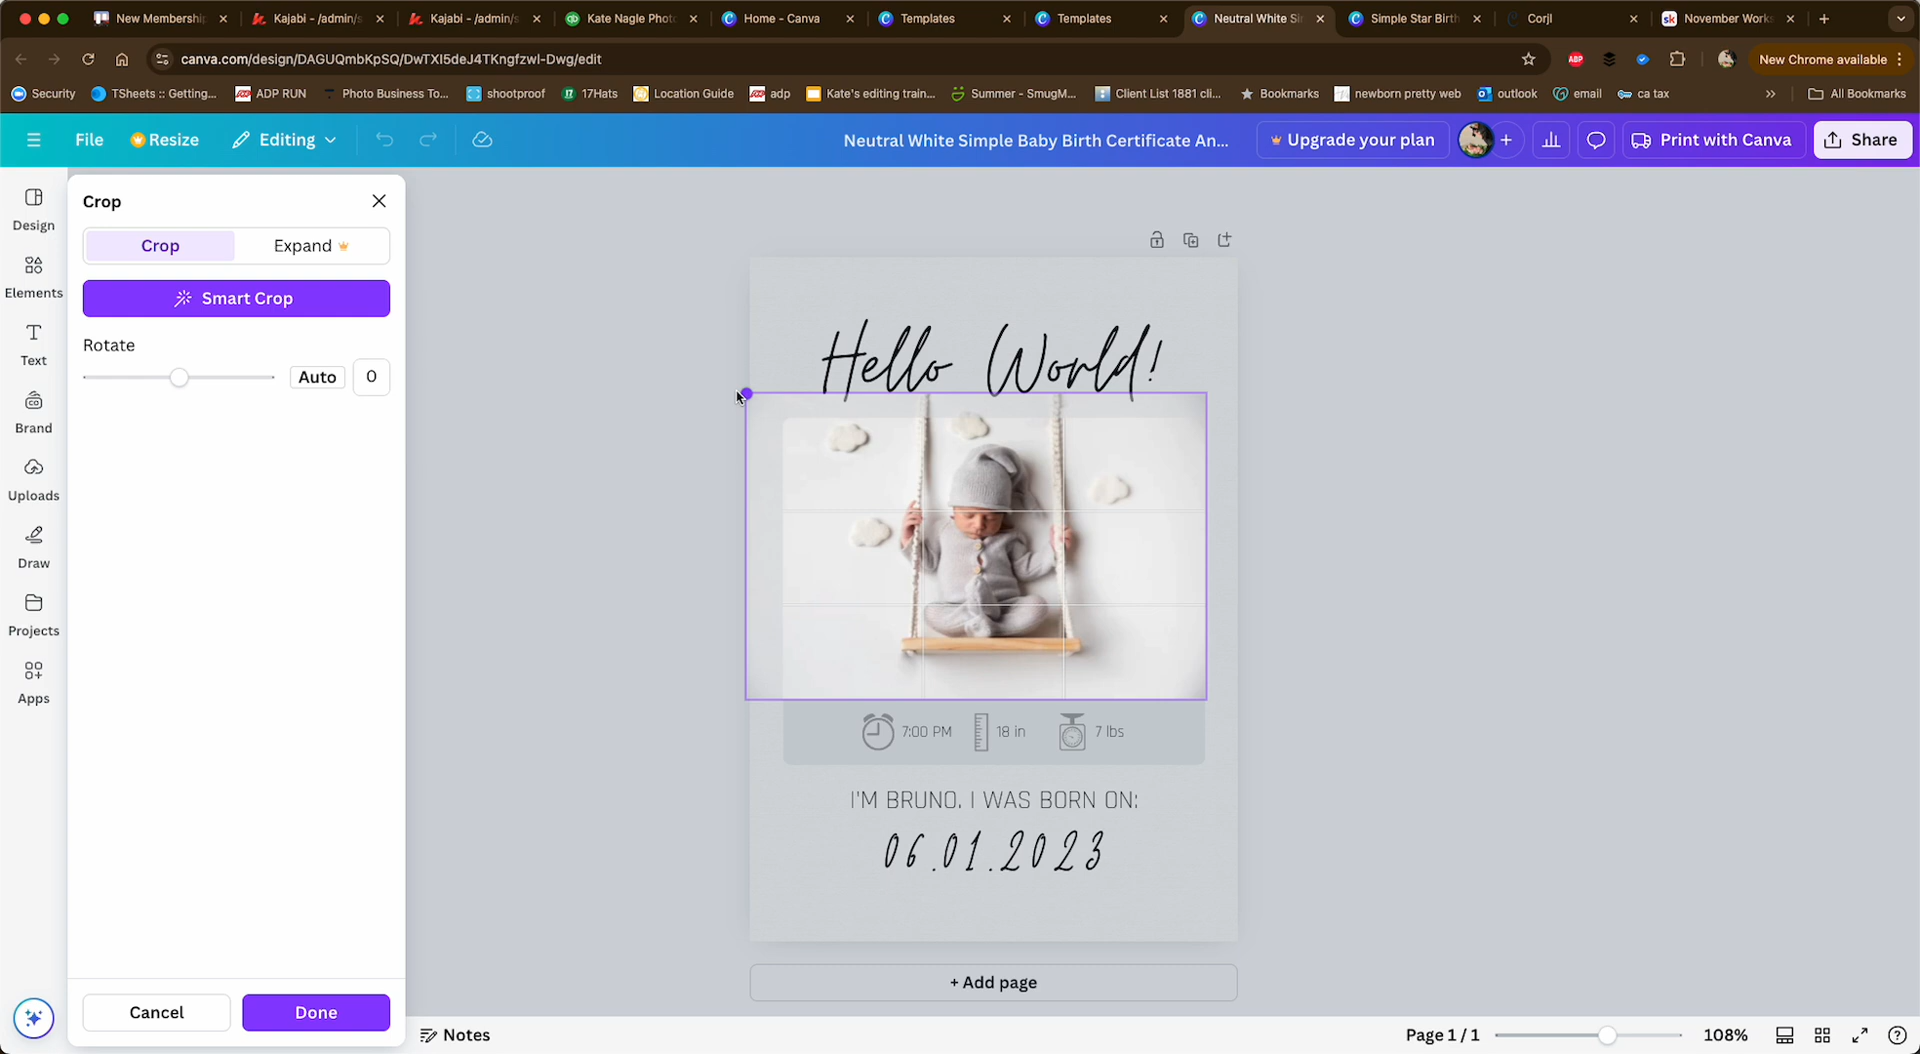 New Membership
Kajabi - /admin/s
Kajabi - /admin/s
Kate Nagle Phot
Home - Canva
Templates
Templates
Neutral White Si
Simple Star Birth
Corjl
sk
November Works
canva.com/design/DAGUQmbKpSQ/DwTXI5deJ4TKngfzwI-Dwg/edit
ABP
New Chrome available
Security
TSheets :: Getting...
ADP RUN
Photo Business To...
shootproof
17Hats
Location Guide
adp
Kate's editing train...
Summer - SmugM...
Client List 1881 cli...
Bookmarks
newborn pretty web
outlook
email
ca tax
All Bookmarks
File
Resize
Editing
Neutral White Simple Baby Birth Certificate An...
Upgrade your plan
Print with Canva
Share
Design
Elements
Text
Brand
Uploads
Draw
Projects
Apps
Crop
Crop
Expand
Smart Crop
Rotate
Auto
0
Cancel
Done
Hello World!
7:00 PM
18 in
7 lbs
I'M BRUNO. I WAS BORN ON:
06.01.2023
+ Add page
Notes
Page 1 / 1
108%